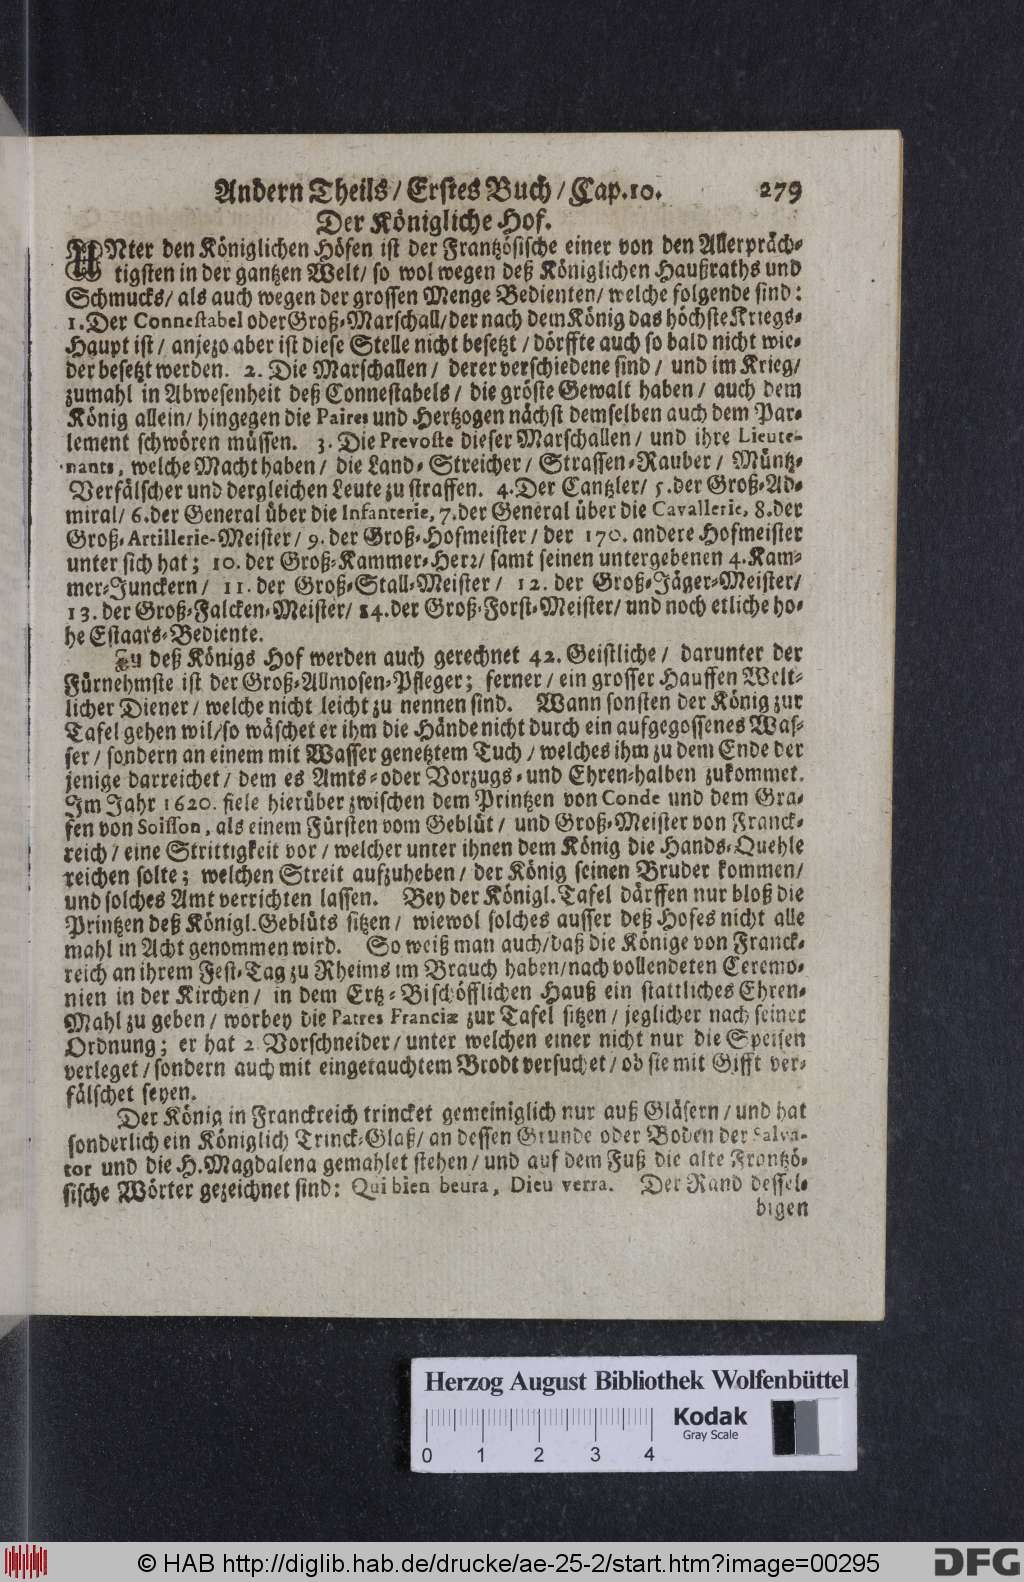 Andern Theils / Erstes Buch / Cap. 10. 279
Der Königliche Hof.
UNter den Königlichen Höfen ist der Frantzösische einer von den Allerpräch-
tigsten in der gantzen Welt / so wol wegen deß Königlichen Haußraths und
Schmucks / als auch wegen der grossen Menge Bedienten / welche folgende sind:
1. Der Connestabel oder Groß-Marschall / der nach dem König das höchste Kriegs-
Haupt ist / anjezo aber ist diese Stelle nicht besetzt / dörffte auch so bald nicht wie-
der besetzt werden. 2. Die Marschallen / derer verschiedene sind / und im Krieg /
zumahl in Abwesenheit deß Connestabels / die gröste Gewalt haben / auch dem
König allein / hingegen die Paires und Hertzogen nächst demselben auch dem Par-
lement schwören müssen. 3. Die Prevoste dieser Marschallen / und ihre Lieute-
nants, welche Macht haben / die Land-Streicher / Strassen-Rauber / Müntz-
Verfälscher und dergleichen Leute zu straffen. 4. Der Cantzler / 5. der Groß-Ad-
miral / 6. der General über die Infanterie, 7. der General über die Cavallerie, 8. der
Groß-Artillerie-Meister / 9. der Groß-Hofmeister / der 170. andere Hofmeister
unter sich hat; 10. der Groß-Kammer-Herr / samt seinen untergebenen 4. Kam-
mer-Junckern / 11. der Groß-Stall-Meister / 12. der Groß-Jäger-Meister /
13. der Groß-Falcken-Meister / 14. der Groß-Forst-Meister / und noch etliche ho-
he Estaats-Bediente.
Zu deß Königs Hof werden auch gerechnet 42. Geistliche / darunter der
Fürnehmste ist der Groß-Allmosen-Pfleger; ferner / ein grosser Hauffen Welt-
licher Diener / welche nicht leicht zu nennen sind. Wann sonsten der König zur
Tafel gehen wil / so wäschet er ihm die Hände nicht durch ein aufgegossenes Was-
ser / sondern an einem mit Wasser genetztem Tuch / welches ihm zu dem Ende der
jenige darreichet / dem es Amts- oder Vorzugs- und Ehren-halben zukommet.
Im Jahr 1620. fiele hierüber zwischen dem Printzen von Conde und dem Gra-
fen von Soisson, als einem Fürsten vom Geblüt / und Groß-Meister von Franck-
reich / eine Strittigkeit vor / welcher unter ihnen dem König die Hands-Quehle
reichen solte; welchen Streit aufzuheben / der König seinen Bruder kommen /
und solches Amt verrichten lassen. Bey der Königl. Tafel därffen nur bloß die
Printzen deß Königl. Geblüts sitzen / wiewol solches ausser deß Hofes nicht alle
mahl in Acht genommen wird. So weiß man auch / daß die Könige von Franck-
reich an ihrem Fest-Tag zu Rheims im Brauch haben / nach vollendeten Ceremo-
nien in der Kirchen / in dem Ertz-Bischöfflichen Hauß ein stattliches Ehren-
Mahl zu geben / worbey die Patres Franciæ zur Tafel sitzen / jeglicher nach seiner
Ordnung; er hat 2 Vorschneider / unter welchen einer nicht nur die Speisen
verleget / sondern auch mit eingetauchtem Brodt versuchet / ob sie mit Gifft ver-
fälschet seyen.
Der König in Franckreich trincket gemeiniglich nur auß Gläsern / und hat
sonderlich ein Königlich Trinck-Glaß / an dessen Grunde oder Boden der Salva-
tor und die H. Magdalena gemahlet stehen / und auf dem Fuß die alte Frantzö-
sische Wörter gezeichnet sind: Qui bien beura, Dieu verra. Der Rand dessel-
bigen
Herzog August Bibliothek Wolfenbüttel
Kodak
Gray Scale
0 1 2 3 4
© HAB http://diglib.hab.de/drucke/ae-25-2/start.htm?image=00295
DFG